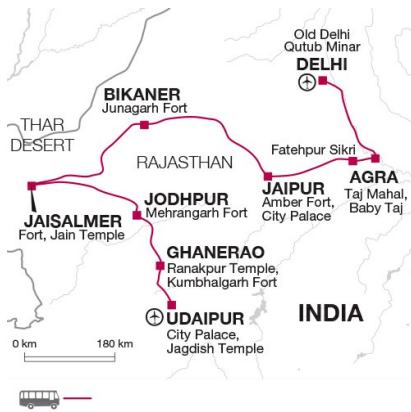 Old Delhi
Qutub Minar
DELHI
BIKANER
Junagarh Fort
THAR
DESERT
RAJASTHAN
Fatehpur Sikri
AGRA
Taj Mahal,
Baby Taj
JAIPUR
Amber Fort,
City Palace
JODHPUR
Mehrangarh Fort
JAISALMER
Fort, Jain Temple
GHANERAO
Ranakpur Temple,
Kumbhalgarh Fort
INDIA
UDAIPUR
City Palace,
Jagdish Temple
0 km 180 km